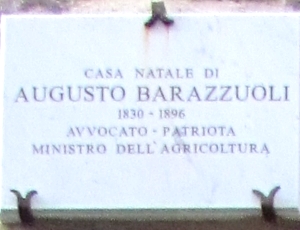 CASA NATALE DI
AUGUSTO BARAZZUOLI
1830 - 1896
AVVOCATO - PATRIOTA
MINISTRO DELL'AGRICOLTURA